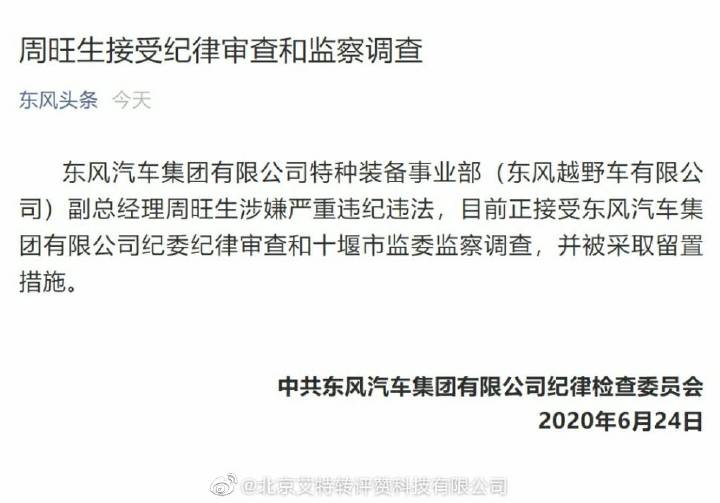 周旺生接受纪律审查和监察调查
东风头条 今天
东风汽车集团有限公司特种装备事业部（东风越野车有限公
司）副总经理周旺生涉嫌严重违纪违法，目前正接受东风汽车集
团有限公司纪委纪律审查和十堰市监委监察调查，并被采取留置
措施。
中共东风汽车集团有限公司纪律检查委员会
2020年6月24日
@北京艾特转评赞科技有限公司